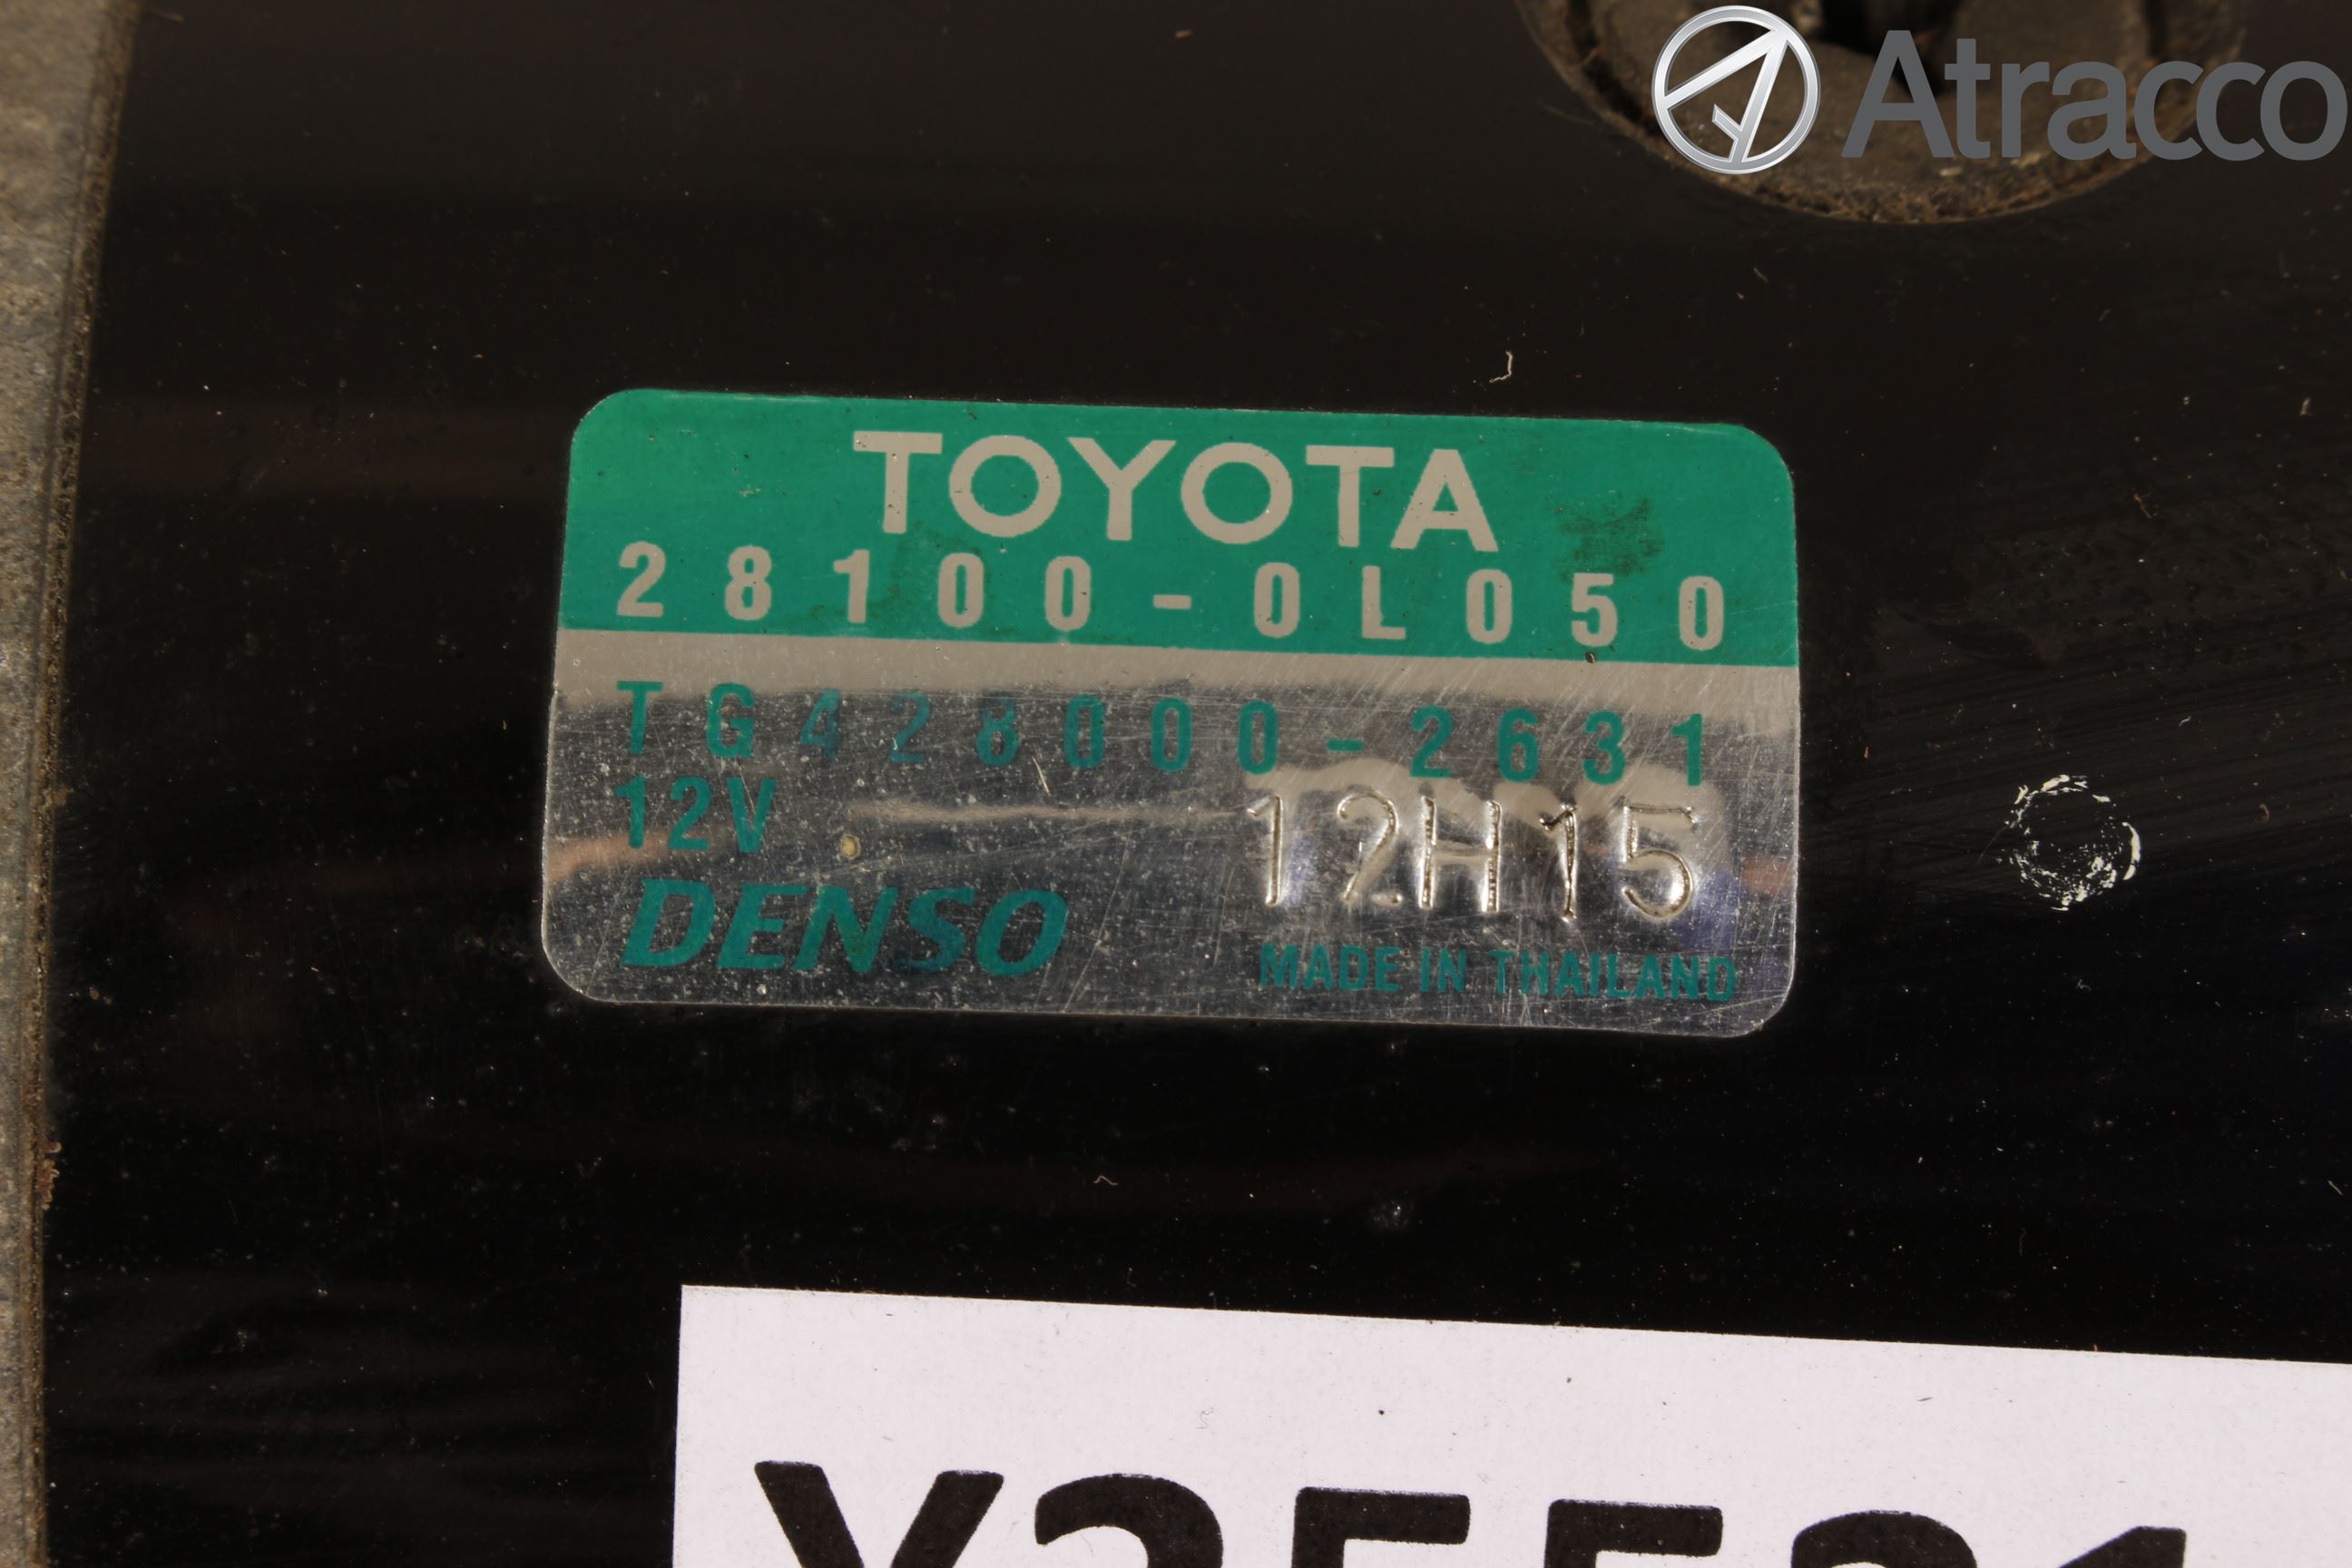 Atracco
TOYOTA
28100-0L050
TG428000-2631
12V
12H15
DENSO
MADE IN THAILAND